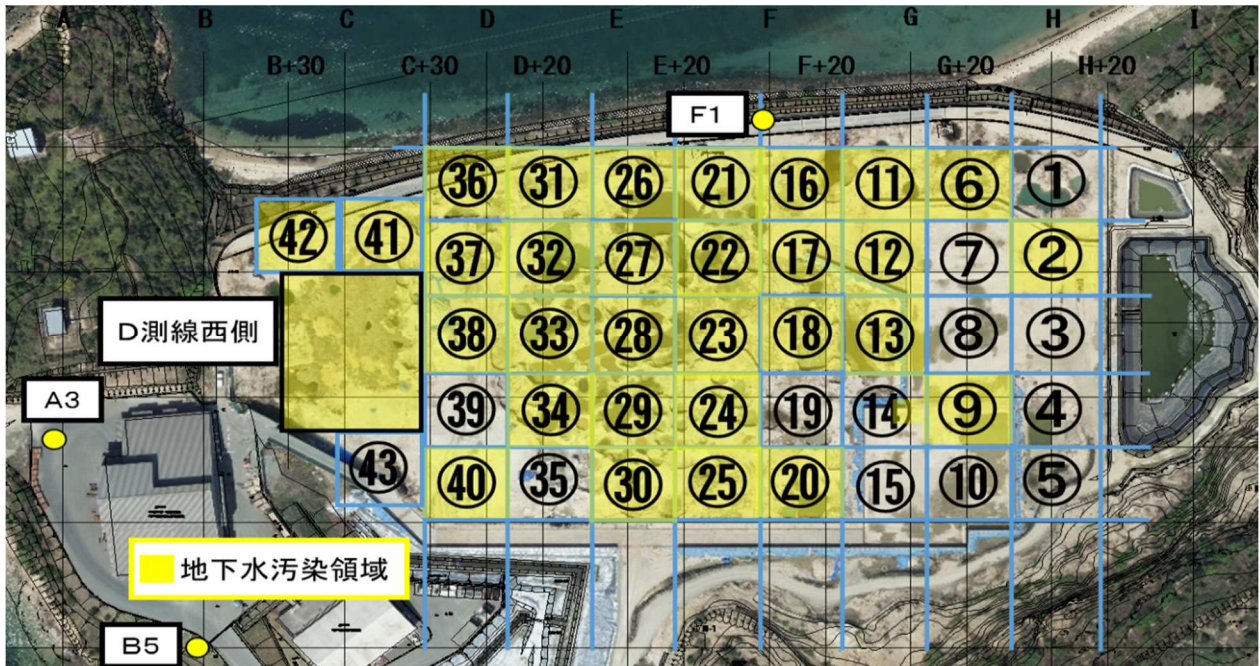 A B C D E F G H I
B+30 C+30 D+20 E+20 F+20 G+20 H+20
F1
㊱ ㉛ ㉖ ㉑ ⑯ ⑪ ⑥ ①
㊷ ㊶
㊲ ㉜ ㉗ ㉒ ⑰ ⑫ ⑦ ②
D測線西側
㊳ ㉝ ㉘ ㉓ ⑱ ⑬ ⑧ ③
A3
㊴ ㉞ ㉙ ㉔ ⑲ ⑭ ⑨ ④
㊸
㊵ ㉟ ㉚ ㉕ ⑳ ⑮ ⑩ ⑤
地下水汚染領域
B5